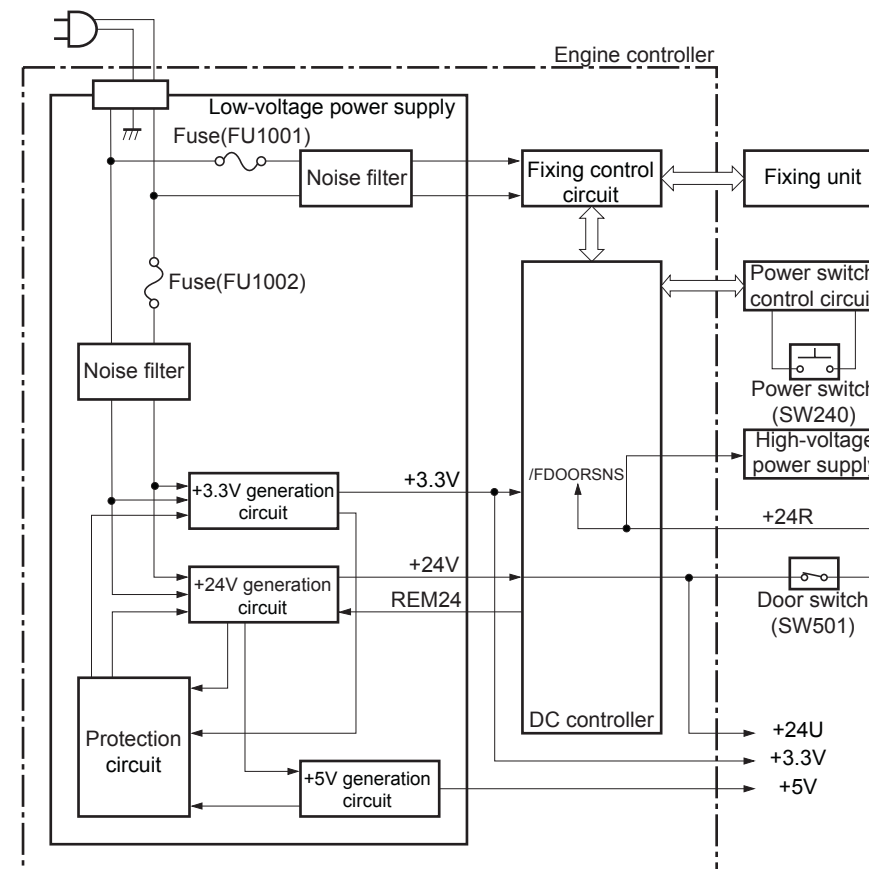 Engine controller
Low-voltage power supply
Fuse(FU1001)
Noise filter
Fixing control
circuit
Fixing unit
Fuse(FU1002)
Power switch
control circui
Noise filter
Power switch
(SW240)
High-voltage
power supply
+3.3V generation
circuit
+3.3V
/FDOORSNS
+24R
+24V generation
circuit
+24V
REM24
Door switch
(SW501)
Protection
circuit
DC controller
+24U
+3.3V
+5V generation
circuit
+5V